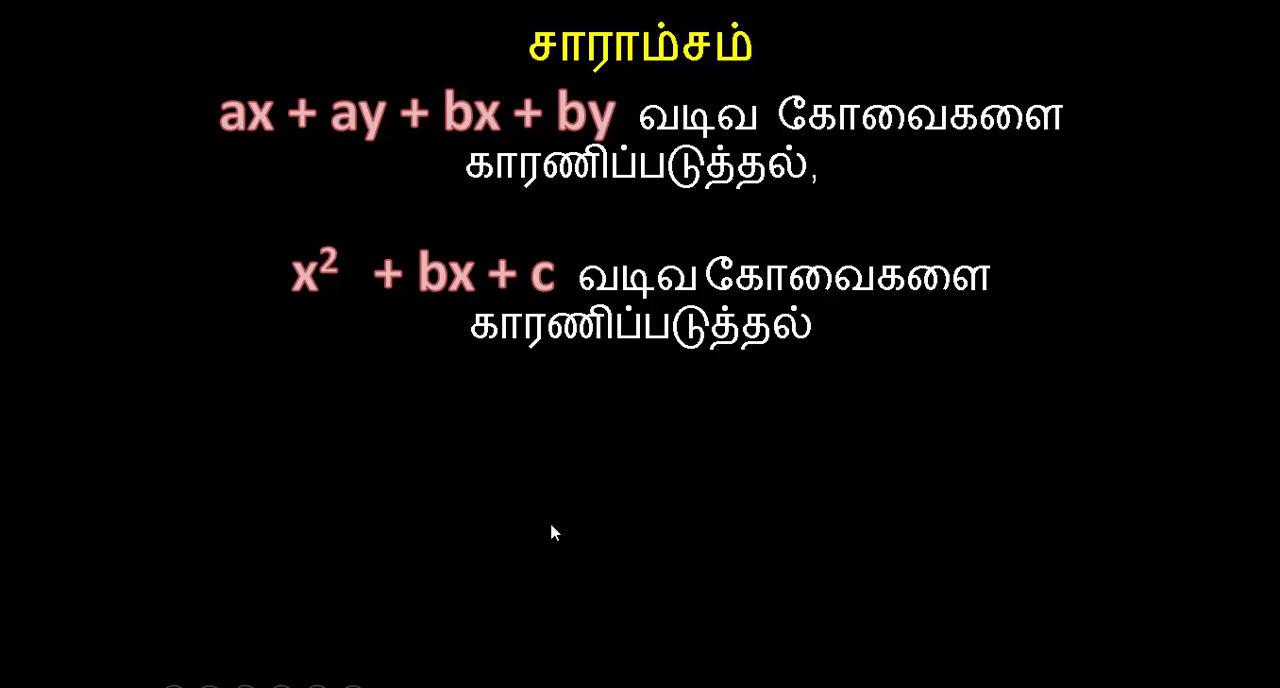 சாராம்சம்
ax + ay + bx + by வடிவ கோவைகளை
காரணிப்படுத்தல்,
x² + bx + c வடிவ கோவைகளை
காரணிப்படுத்தல்